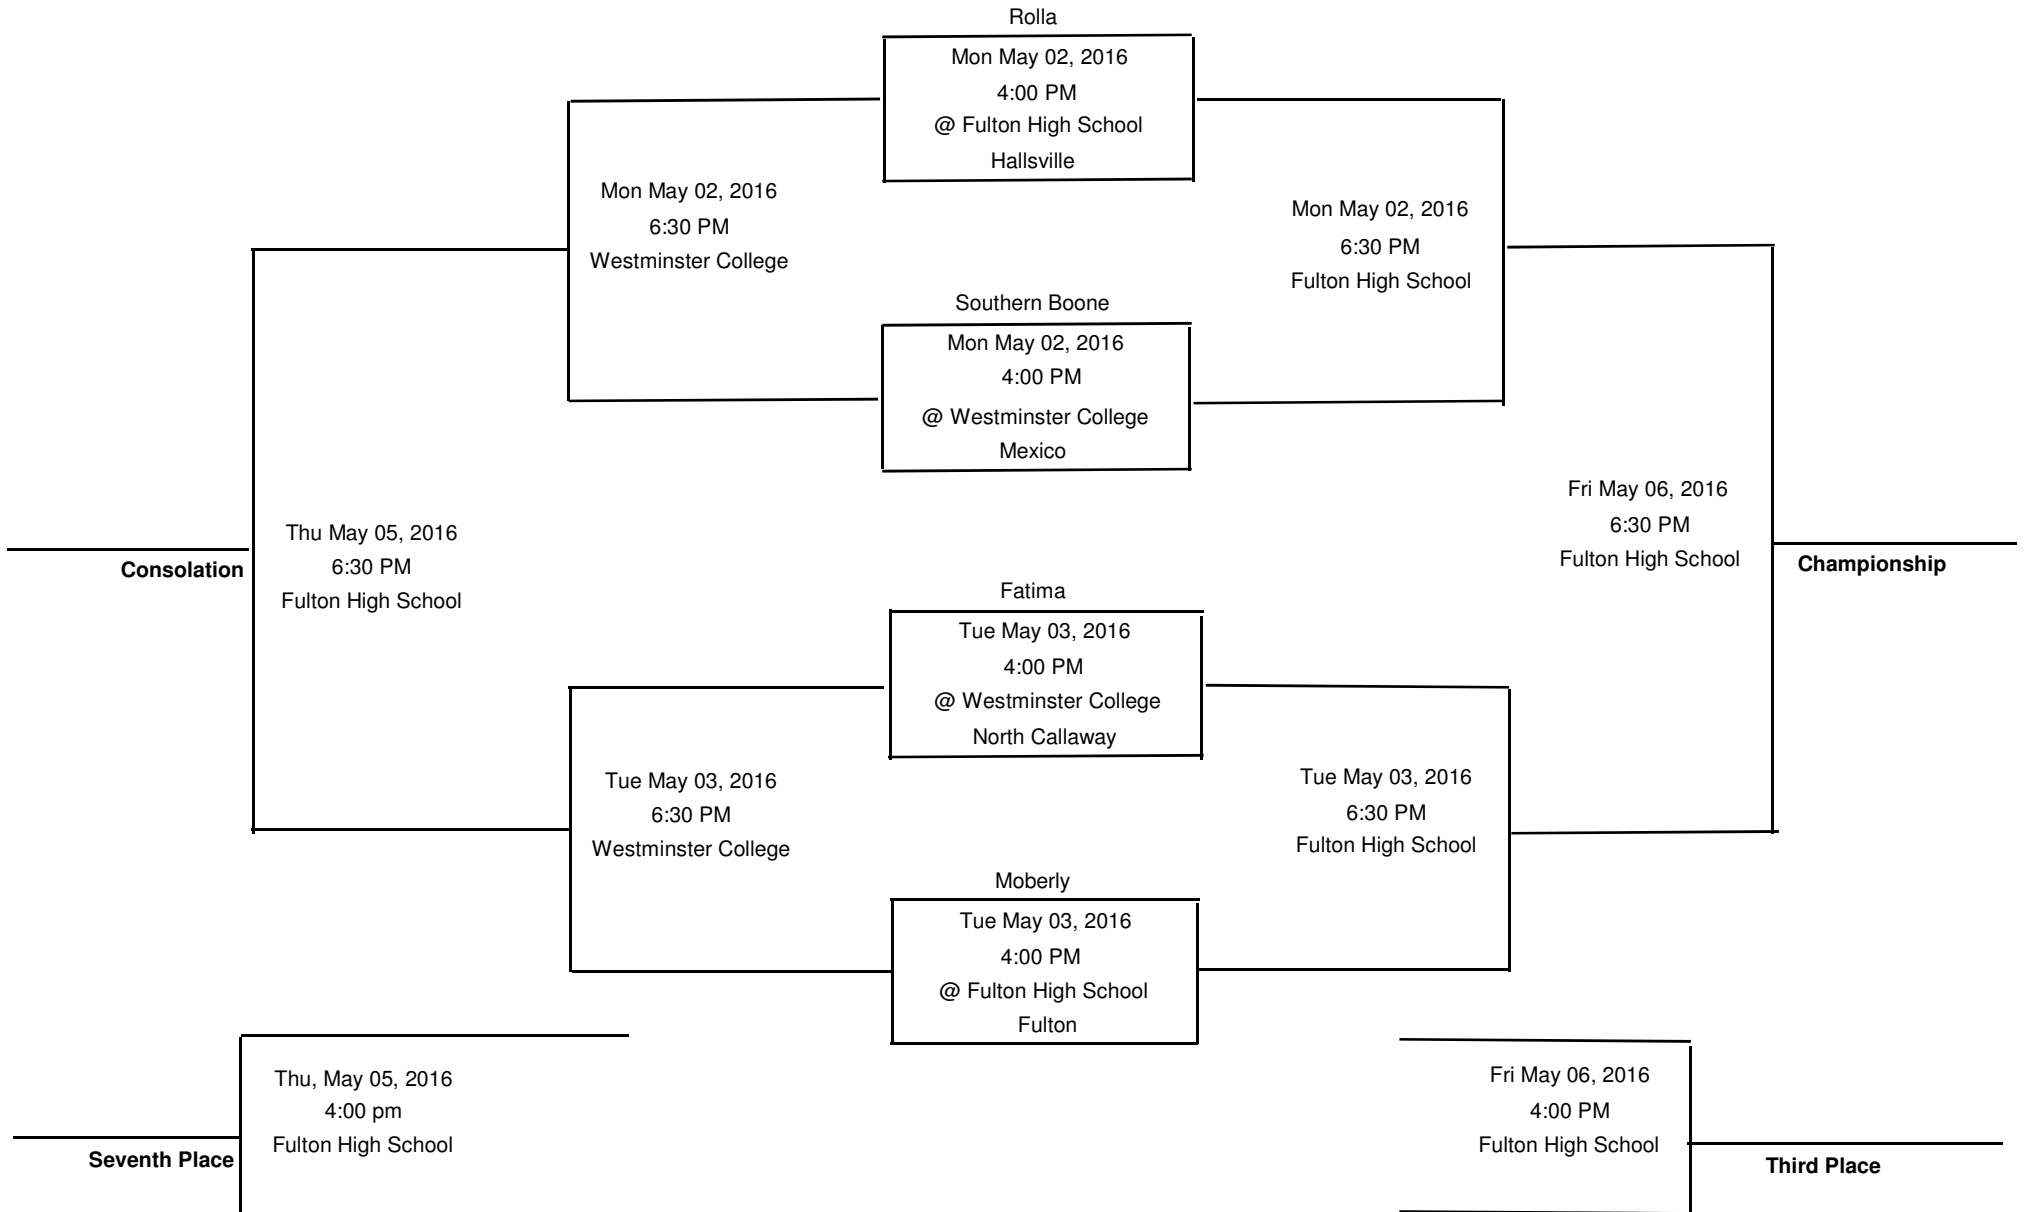 Rolla
Mon May 02, 2016
4:00 PM
@ Fulton High School
Hallsville
Mon May 02, 2016
6:30 PM
Westminster College
Mon May 02, 2016
6:30 PM
Fulton High School
Southern Boone
Mon May 02, 2016
4:00 PM
@ Westminster College
Mexico
Thu May 05, 2016
6:30 PM
Fulton High School
Consolation
Fri May 06, 2016
6:30 PM
Fulton High School
Championship
Fatima
Tue May 03, 2016
4:00 PM
@ Westminster College
North Callaway
Tue May 03, 2016
6:30 PM
Westminster College
Tue May 03, 2016
6:30 PM
Fulton High School
Moberly
Tue May 03, 2016
4:00 PM
@ Fulton High School
Fulton
Thu, May 05, 2016
4:00 pm
Fulton High School
Seventh Place
Fri May 06, 2016
4:00 PM
Fulton High School
Third Place